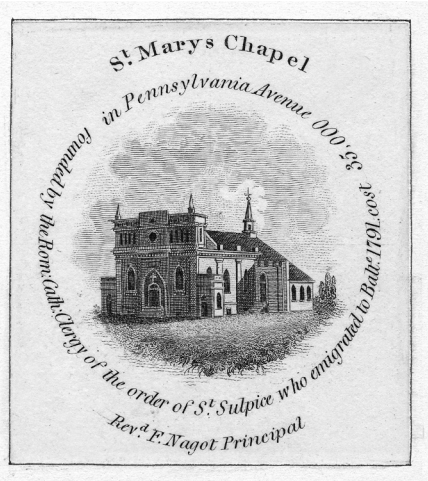 St. Marys Chapel
in Pennsylvania Avenue 35,000 cost
founded by the Rom: Cath: Clergy of the order of St. Sulpice who emigrated to Balte. 1791.
Revd. F. Nagot Principal